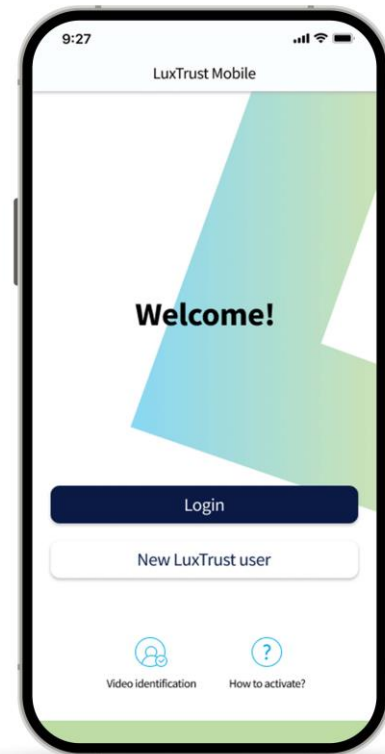 9:27
LuxTrust Mobile
Welcome!
Login
New LuxTrust user
?
Video identification
How to activate?